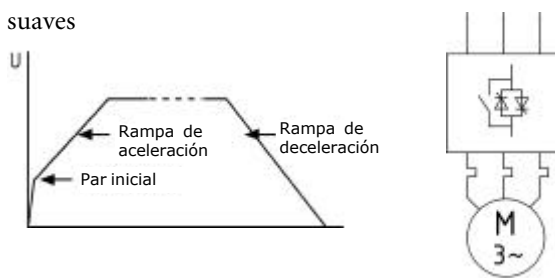 suaves
U
Rampa de
aceleración
Rampa de
deceleración
Par inicial
M
3~